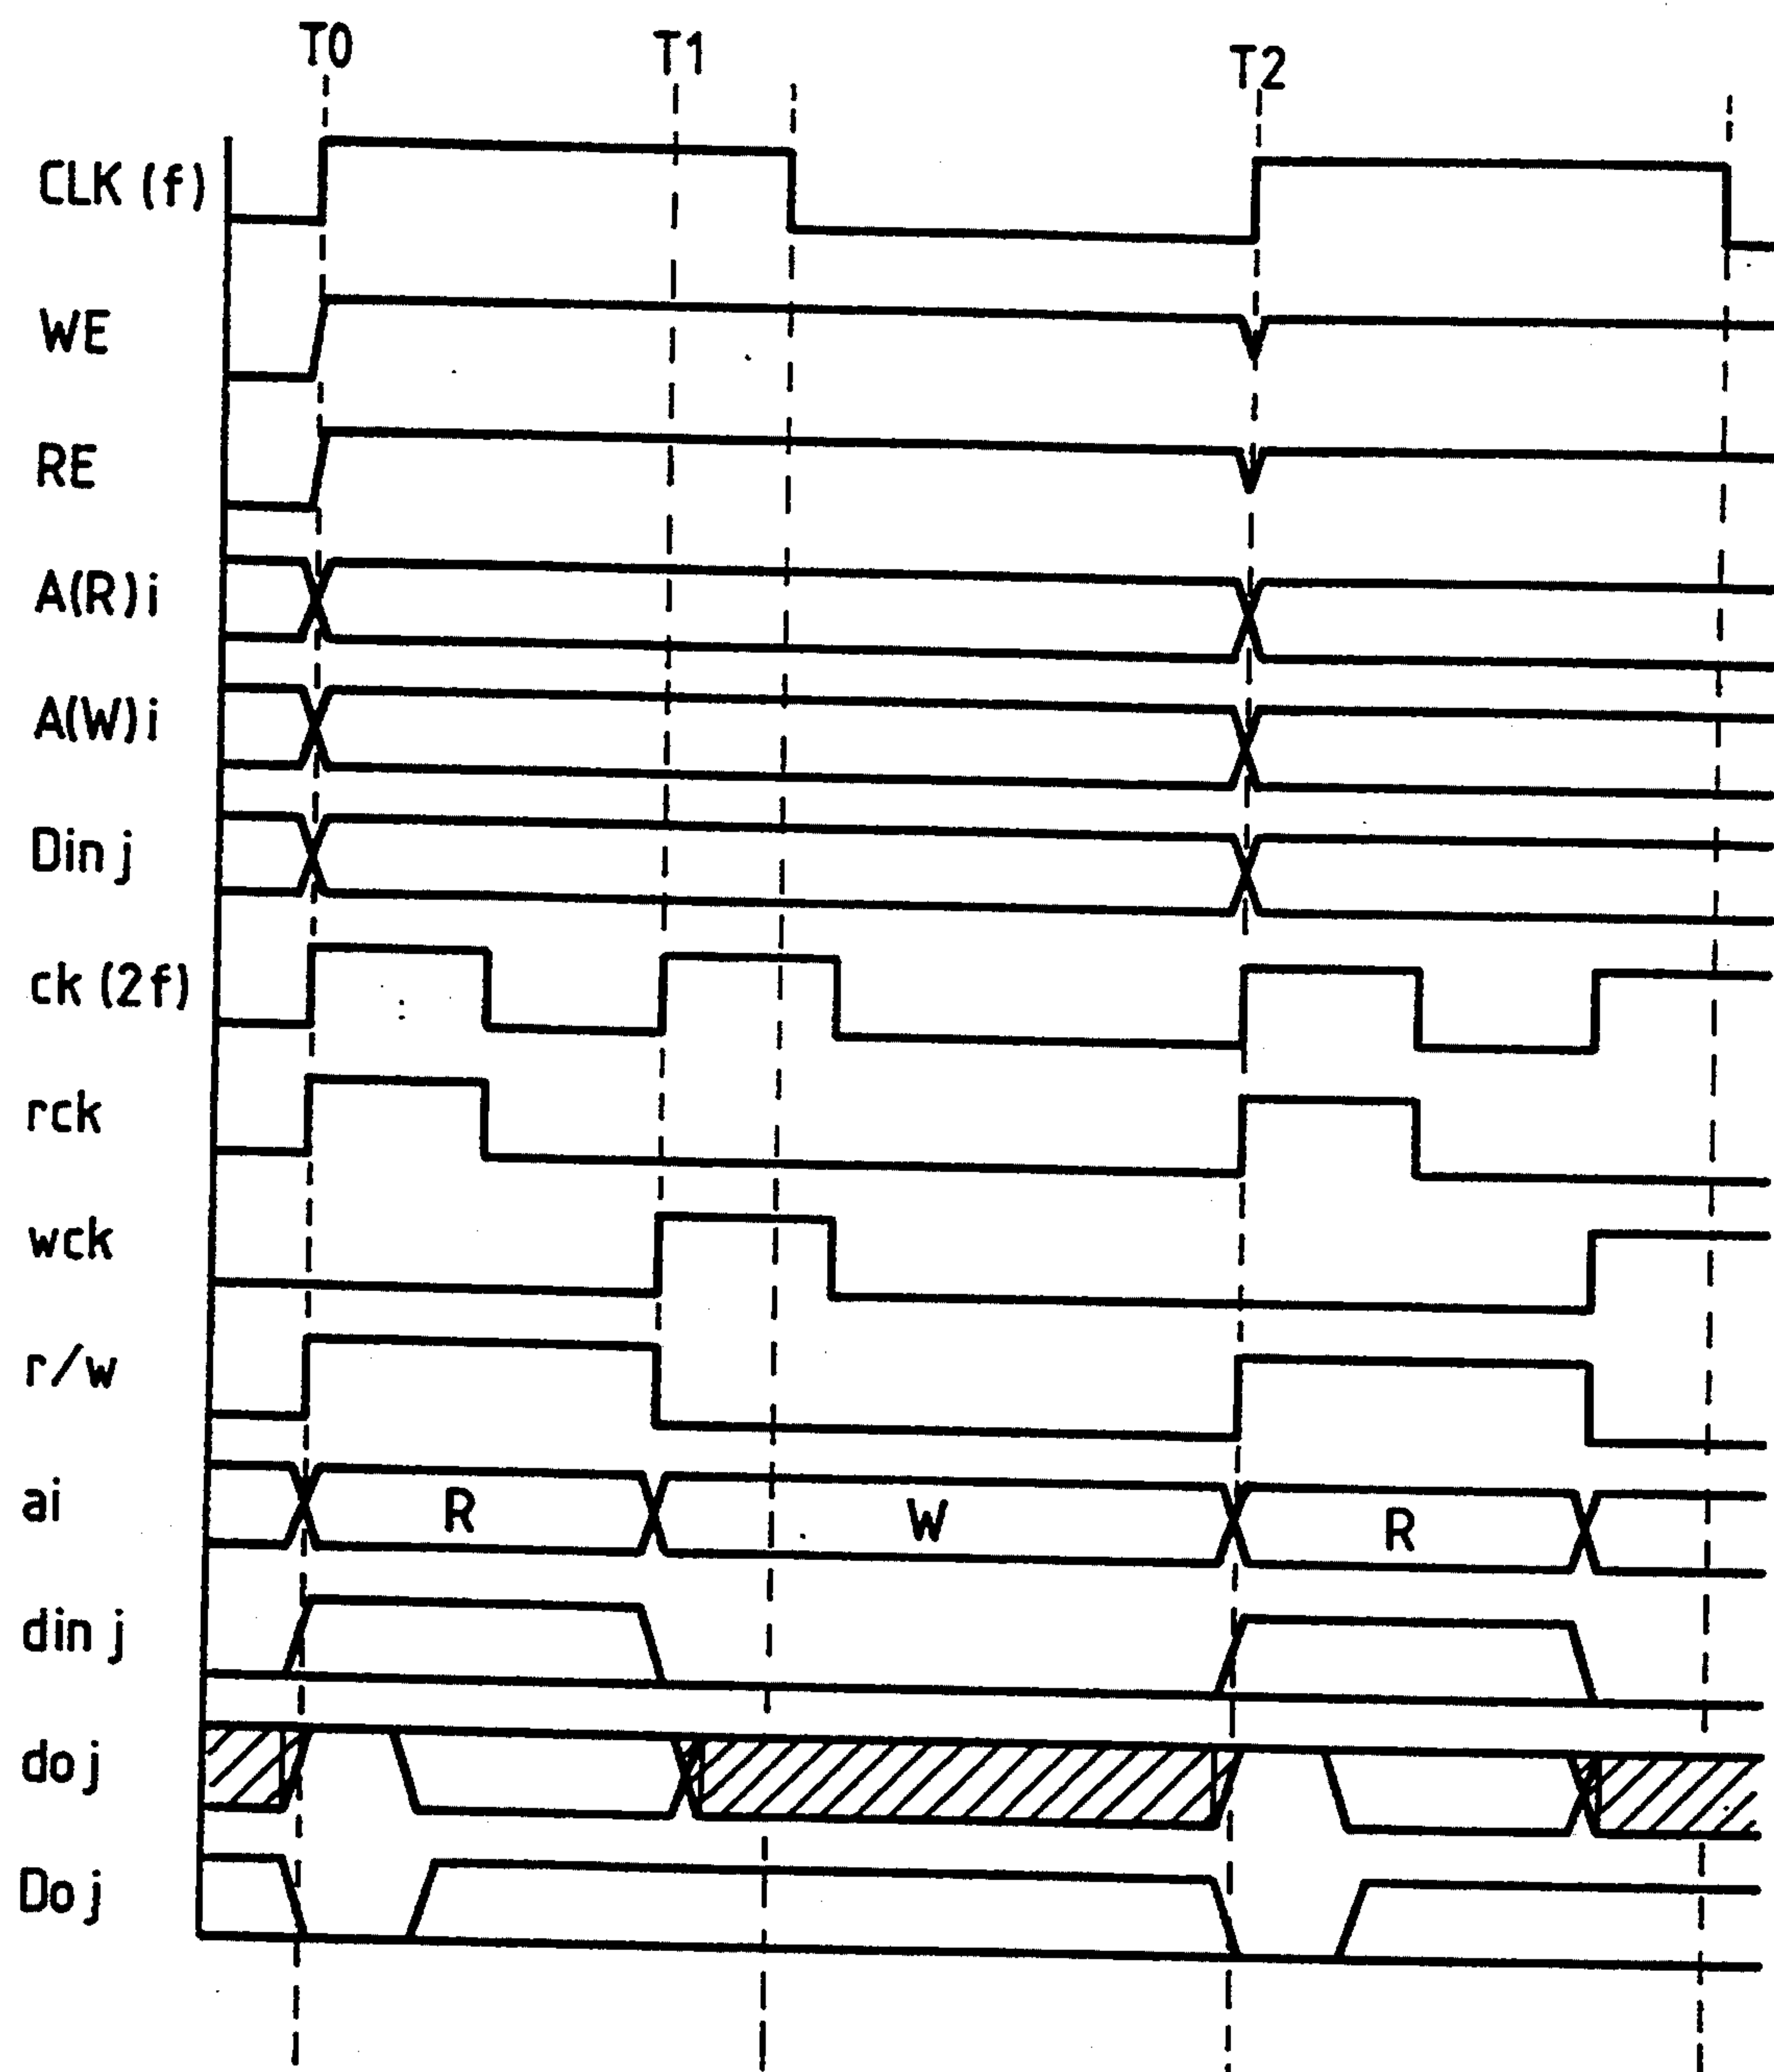 T0 T1 T2
CLK (f)
WE
RE
A(R)i
A(W)i
Din j
ck (2f)
rck
wck
r/w
ai R W R
din j
do j
Do j